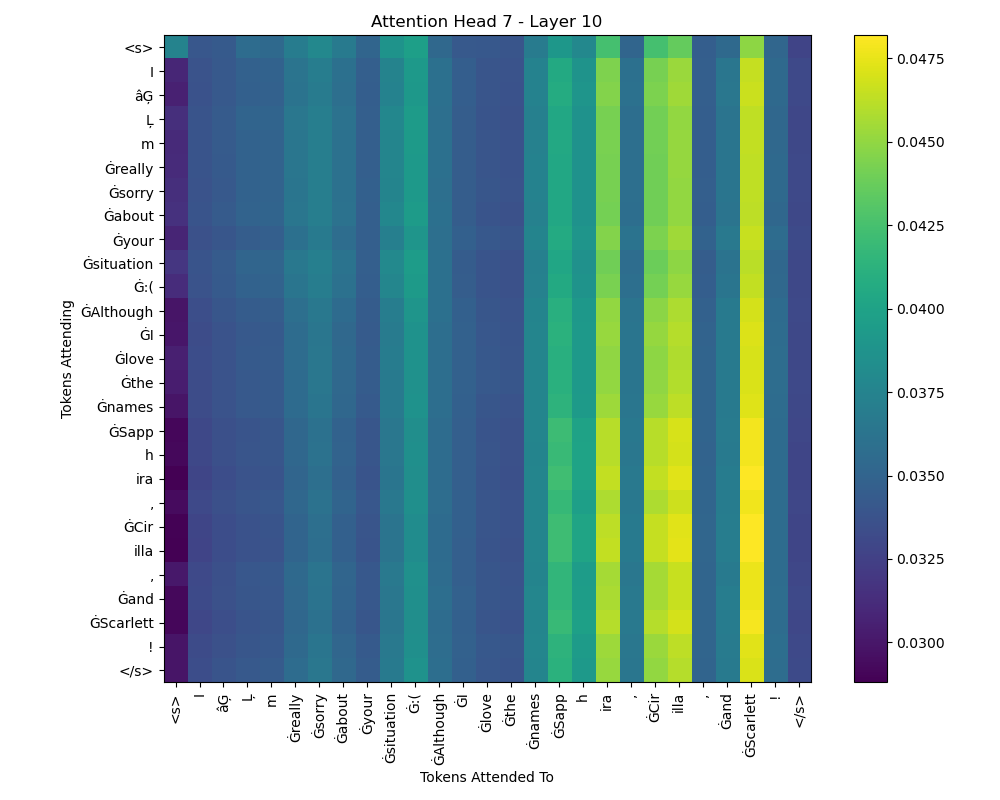 Attention Head 7 - Layer 10
Tokens Attending
<s>
I
âĢ
Ļ
m
Ġreally
Ġsorry
Ġabout
Ġyour
Ġsituation
Ġ:(
ĠAlthough
ĠI
Ġlove
Ġthe
Ġnames
ĠSapp
h
ira
,
ĠCir
illa
,
Ġand
ĠScarlett
!
</s>
<s>
I
âĢ
Ļ
m
Ġreally
Ġsorry
Ġabout
Ġyour
Ġsituation
Ġ:(
ĠAlthough
ĠI
Ġlove
Ġthe
Ġnames
ĠSapp
h
ira
,
ĠCir
illa
,
Ġand
ĠScarlett
!
</s>
Tokens Attended To
0.0475
0.0450
0.0425
0.0400
0.0375
0.0350
0.0325
0.0300